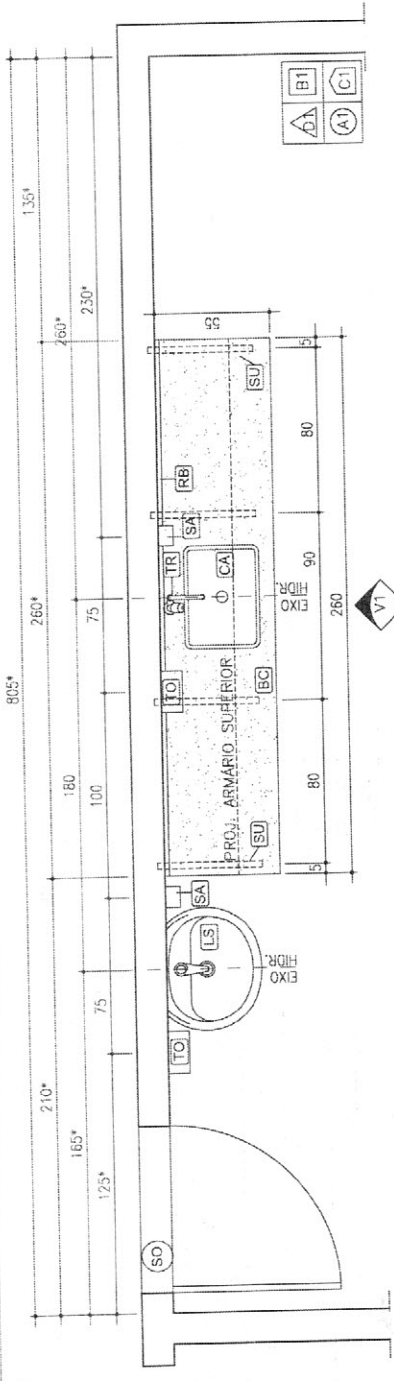 805*
210*
260*
135*
165*
180
260*
125*
75
100
75
230*
SO
TO
LS
SA
TO
TR
SA
RB
CA
BC
SU
SU
PROJ. ARMÁRIO SUPERIOR
EIXO
HIDR.
EIXO
HIDR.
55
5
80
90
80
5
260
V1
D1
B1
A1
C1